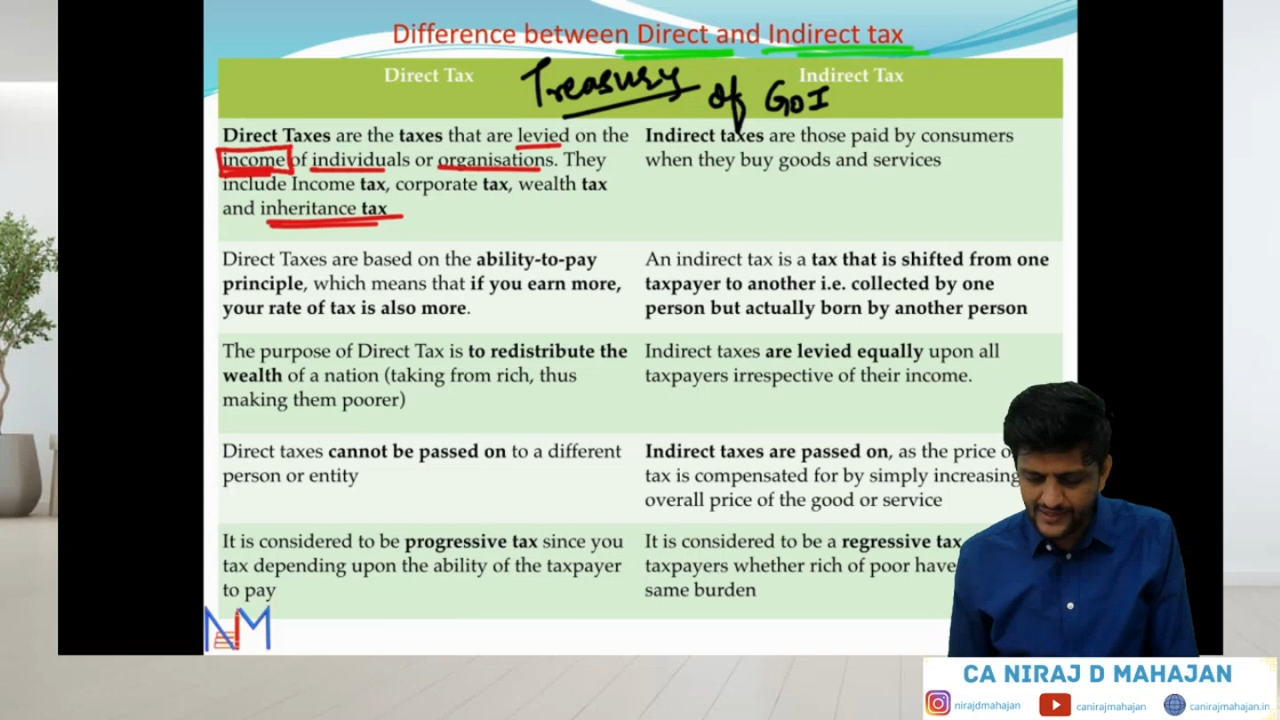 Difference between Direct and Indirect tax
Direct Tax
Indirect Tax
Treasury of GOI
Direct Taxes are the taxes that are levied on the
income of individuals or organisations. They
include Income tax, corporate tax, wealth tax
and inheritance tax
Indirect taxes are those paid by consumers
when they buy goods and services
Direct Taxes are based on the ability-to-pay
principle, which means that if you earn more,
your rate of tax is also more.
An indirect tax is a tax that is shifted from one
taxpayer to another i.e. collected by one
person but actually born by another person
The purpose of Direct Tax is to redistribute the
wealth of a nation (taking from rich, thus
making them poorer)
Indirect taxes are levied equally upon all
taxpayers irrespective of their income.
Direct taxes cannot be passed on to a different
person or entity
Indirect taxes are passed on, as the price
tax is compensated for by simply increasing
overall price of the good or service
It is considered to be progressive tax since you
tax depending upon the ability of the taxpayer
to pay
It is considered to be a regressive tax
taxpayers whether rich of poor have
same burden
NM
CA NIRAJ D MAHAJAN
nirajdmahajan
canirajmahajan
canirajmahajan.in